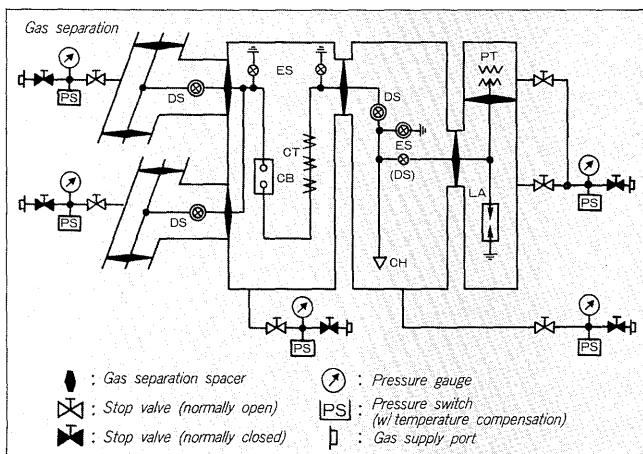 Gas separation
PT
ES
DS
DS
PS
ES
CT
(DS)
CB
LA
PS
PS
DS
CH
PS
PS
: Gas separation spacer
: Pressure gauge
: Stop valve (normally open)
PS : Pressure switch
(w/ temperature compensation)
: Stop valve (normally closed)
: Gas supply port